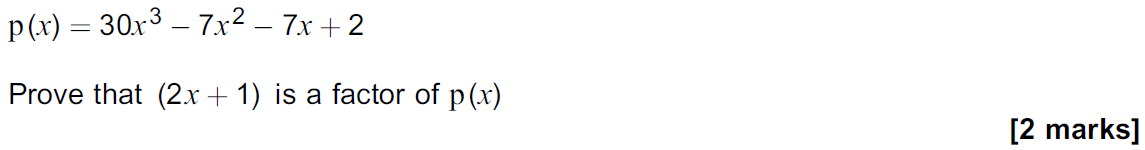 p(x) = 30x³ – 7x² – 7x + 2
Prove that (2x + 1) is a factor of p(x)
[2 marks]